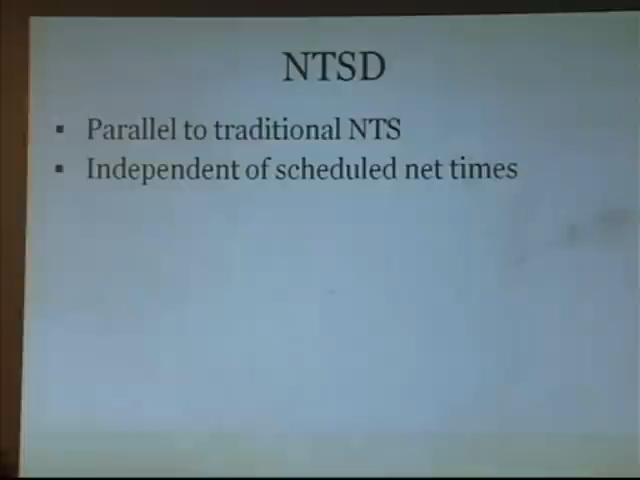 NTSD
▪ Parallel to traditional NTS
▪ Independent of scheduled net times